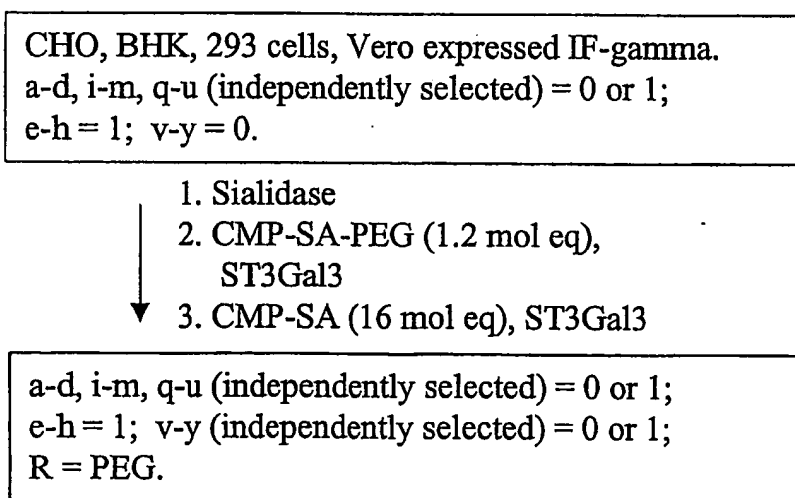 CHO, BHK, 293 cells, Vero expressed IF-gamma.
a-d, i-m, q-u (independently selected) = 0 or 1;
e-h = 1; v-y = 0.
1. Sialidase
2. CMP-SA-PEG (1.2 mol eq),
ST3Gal3
3. CMP-SA (16 mol eq), ST3Gal3
a-d, i-m, q-u (independently selected) = 0 or 1;
e-h = 1; v-y (independently selected) = 0 or 1;
R = PEG.